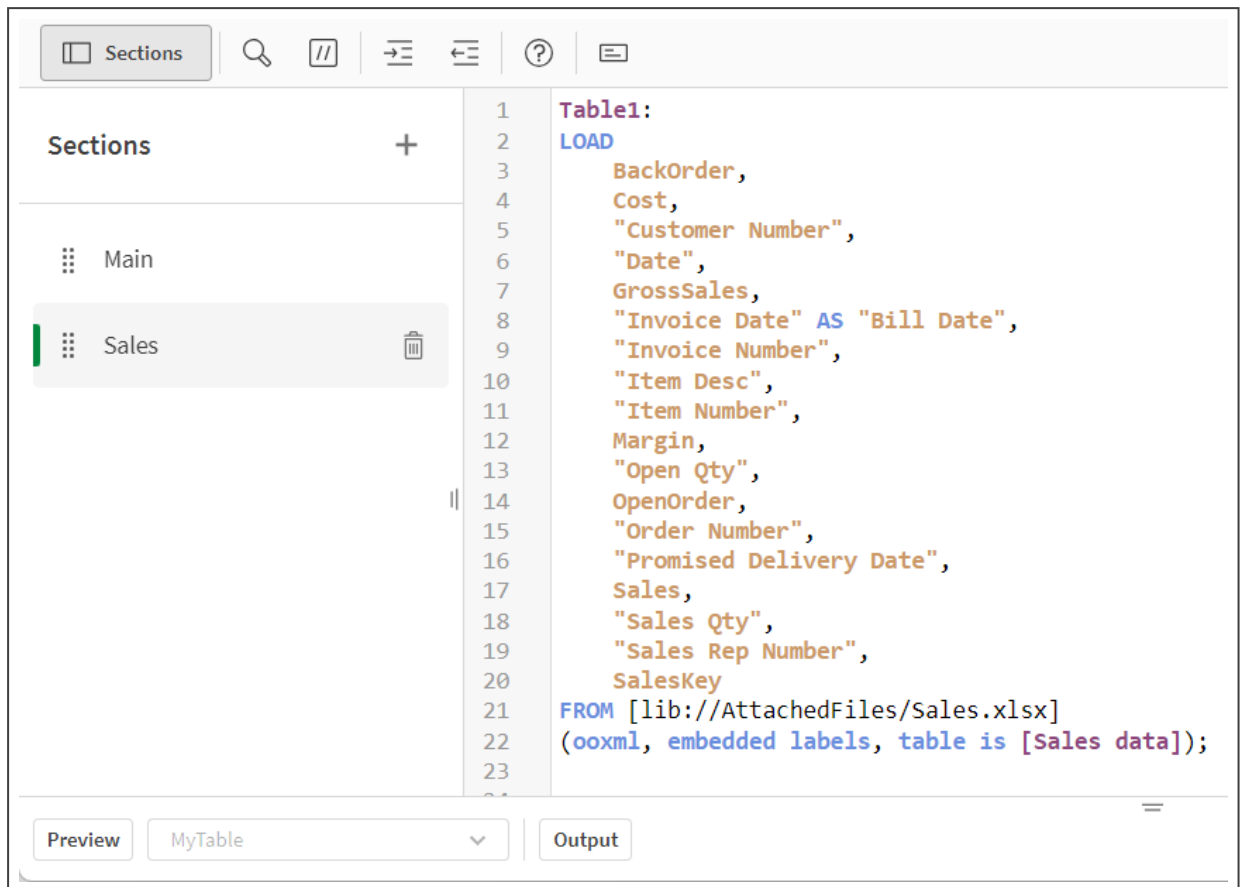 Sections
Sections +
Main
Sales
1 Table1:
2 LOAD
3 BackOrder,
4 Cost,
5 "Customer Number",
6 "Date",
7 GrossSales,
8 "Invoice Date" AS "Bill Date",
9 "Invoice Number",
10 "Item Desc",
11 "Item Number",
12 Margin,
13 "Open Qty",
14 OpenOrder,
15 "Order Number",
16 "Promised Delivery Date",
17 Sales,
18 "Sales Qty",
19 "Sales Rep Number",
20 SalesKey
21 FROM [lib://AttachedFiles/Sales.xlsx]
22 (ooxml, embedded labels, table is [Sales data]);
23
Preview MyTable Output